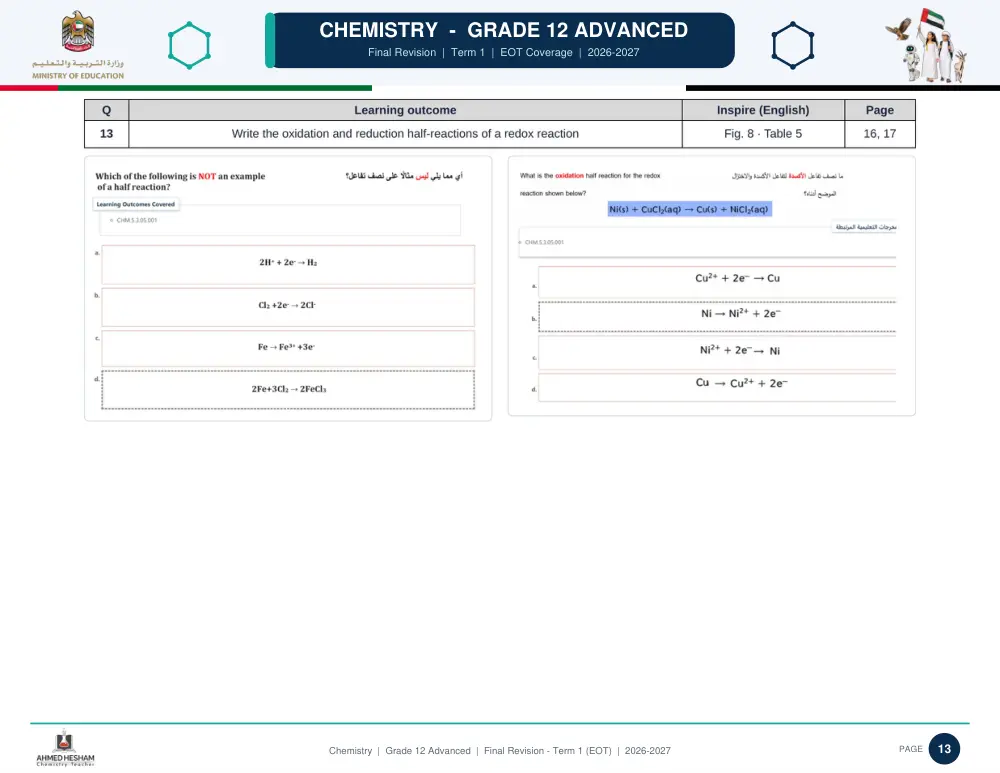 وزارة التربية والتعليم
MINISTRY OF EDUCATION
CHEMISTRY - GRADE 12 ADVANCED
Final Revision | Term 1 | EOT Coverage | 2026-2027
Q Learning outcome Inspire (English) Page
13 Write the oxidation and reduction half-reactions of a redox reaction Fig. 8 · Table 5 16, 17
Which of the following is NOT an example
of a half reaction?
أي مما يلي ليس مثالًا على نصف تفاعل؟
Learning Outcomes Covered
CHM.5.3.05.001
a.
2H⁺ + 2e⁻ → H₂
b.
Cl₂ +2e⁻ → 2Cl⁻
c.
Fe → Fe³⁺ +3e⁻
d.
2Fe+3Cl₂ → 2FeCl₃
What is the oxidation half reaction for the redox
reaction shown below?
ما نصف تفاعل الأكسدة لتفاعل الأكسدة والاختزال
الموضح أدناه؟
Ni(s) + CuCl₂(aq) → Cu(s) + NiCl₂(aq)
مخرجات التعليمية المرتبطة
CHM.5.3.05.001
a.
Cu²⁺ + 2e⁻ → Cu
b.
Ni → Ni²⁺ + 2e⁻
c.
Ni²⁺ + 2e⁻ → Ni
d.
Cu → Cu²⁺ + 2e⁻
AHMED HESHAM
Chemistry Teacher
Chemistry | Grade 12 Advanced | Final Revision - Term 1 (EOT) | 2026-2027
PAGE 13